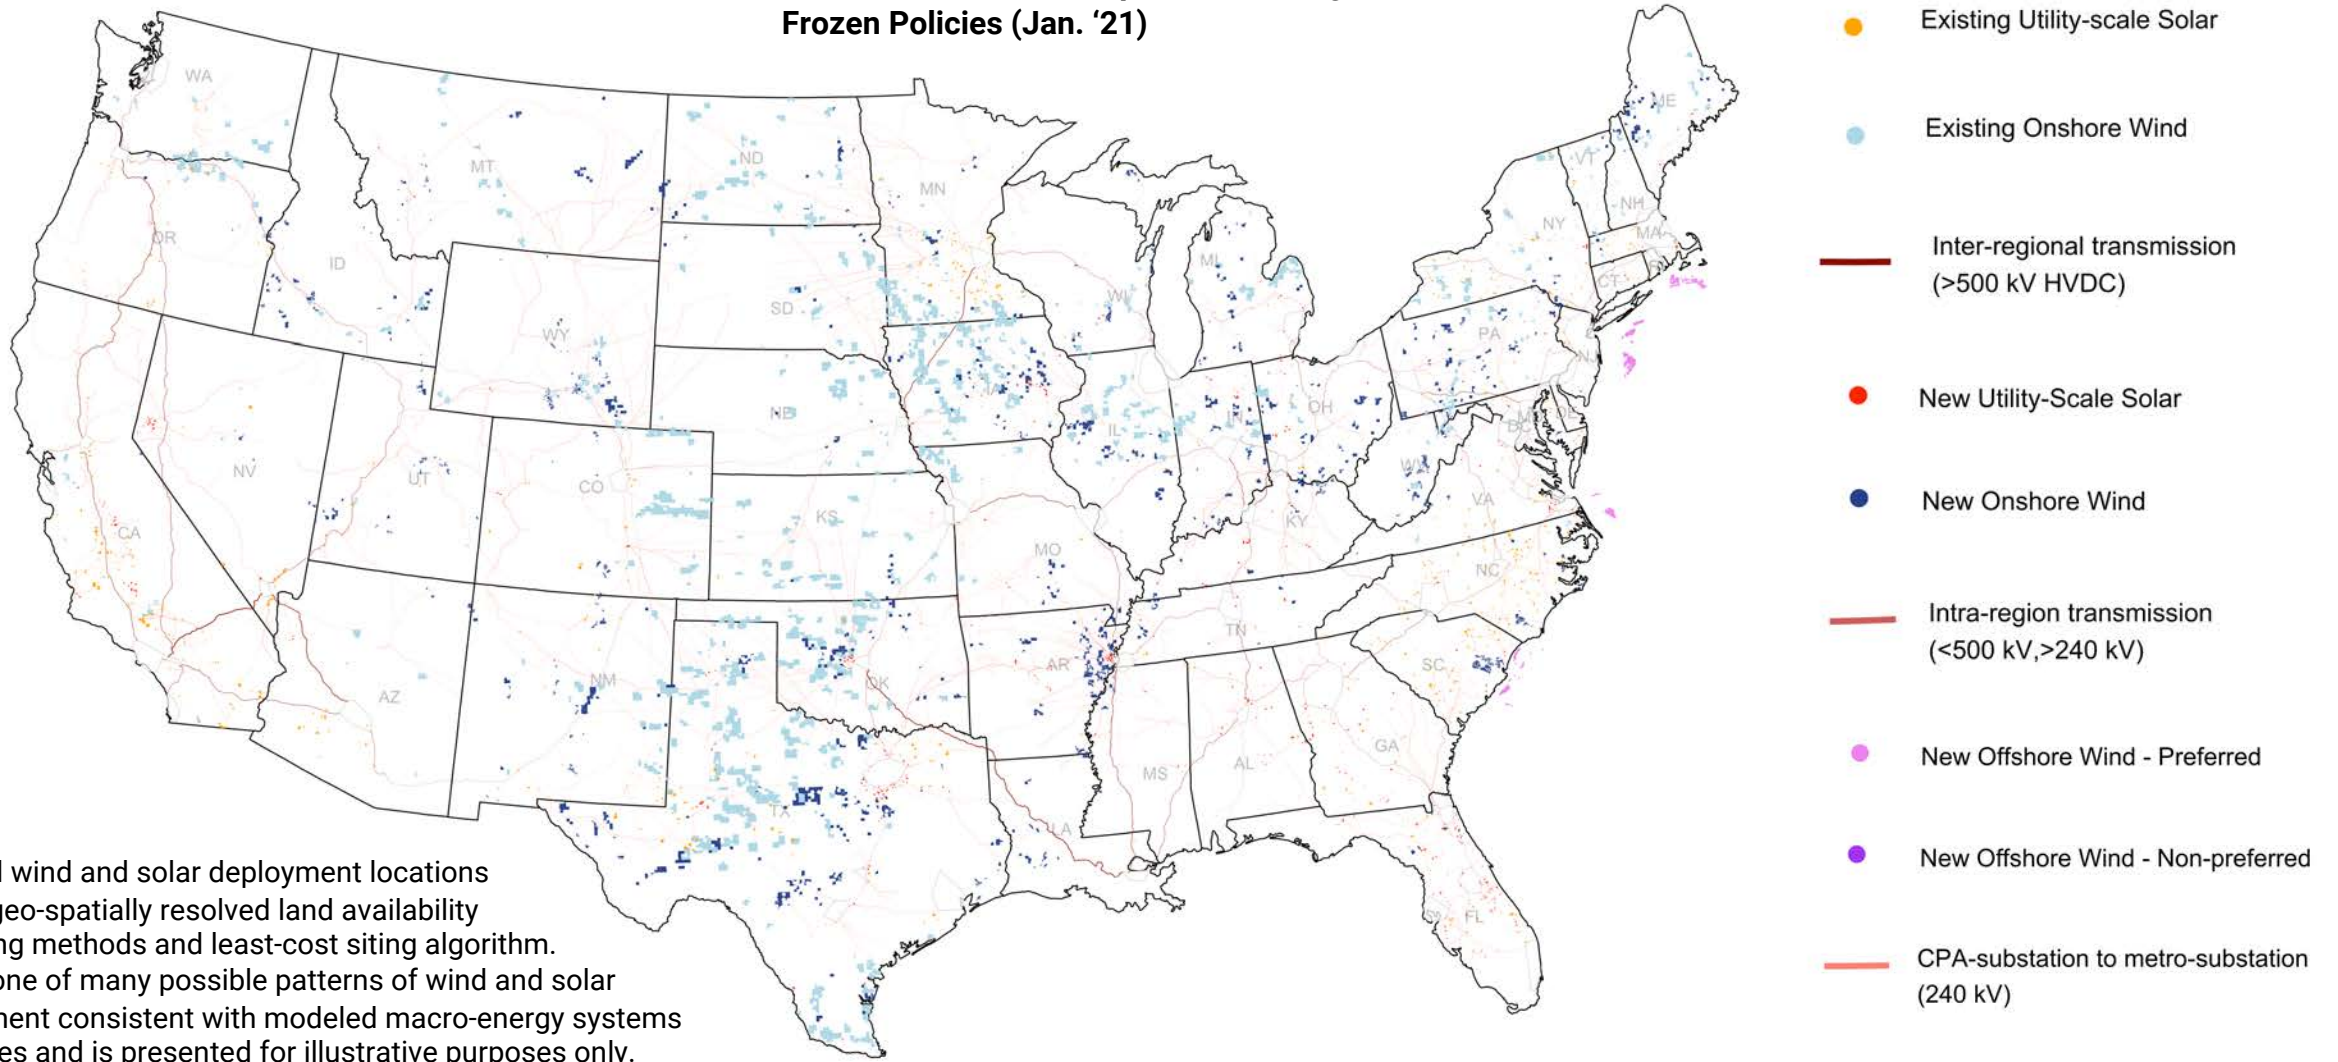 Frozen Policies (Jan. ‘21)
Existing Utility-scale Solar
Existing Onshore Wind
Inter-regional transmission
(>500 kV HVDC)
New Utility-Scale Solar
New Onshore Wind
Intra-region transmission
(<500 kV,>240 kV)
New Offshore Wind - Preferred
New Offshore Wind - Non-preferred
CPA-substation to metro-substation
(240 kV)
WA
MT
ND
MN
ME
VT
NH
NY
MA
CT
OR
ID
SD
WI
MI
WY
PA
NJ
NE
IA
IL
IN
OH
DE
DC
NV
UT
CO
KS
MO
WV
VA
KY
CA
NC
TN
AZ
NM
OK
AR
SC
MS
AL
GA
TX
LA
FL
wind and solar deployment locations
geo-spatially resolved land availability
methods and least-cost siting algorithm.
one of many possible patterns of wind and solar
consistent with modeled macro-energy systems
and is presented for illustrative purposes only.